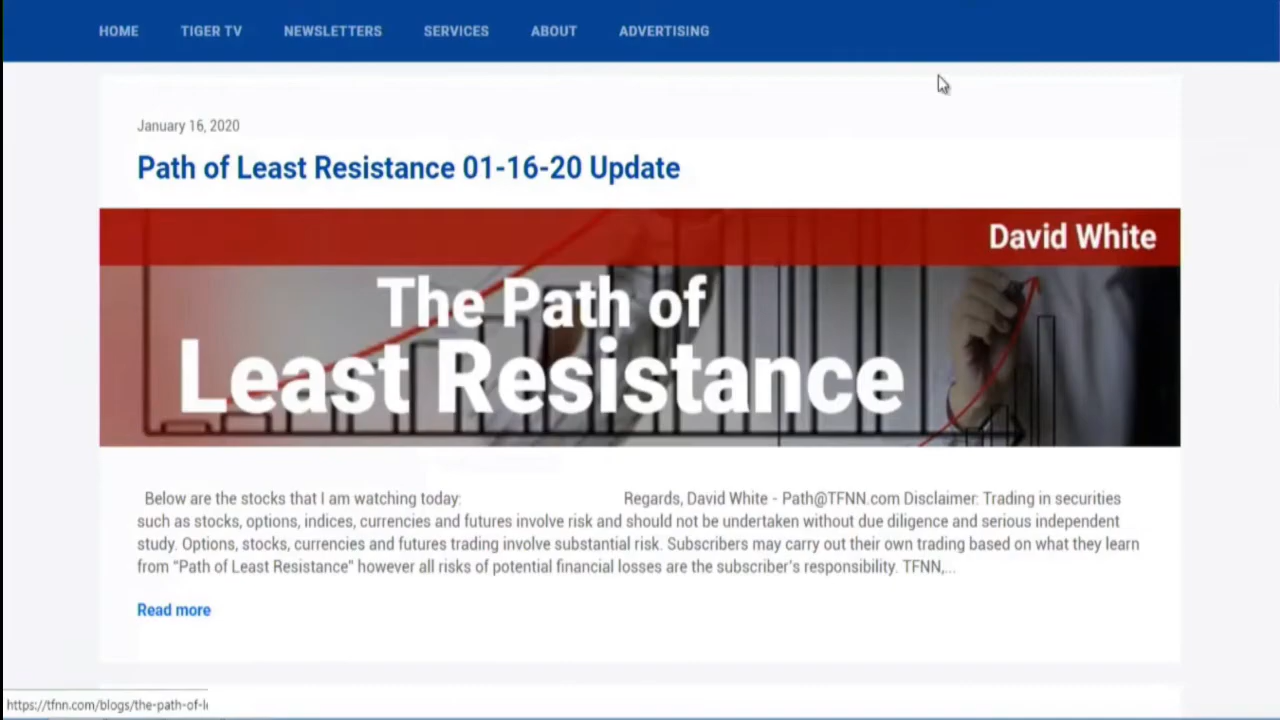 HOME TIGER TV NEWSLETTERS SERVICES ABOUT ADVERTISING
January 16, 2020
Path of Least Resistance 01-16-20 Update
David White
The Path of
Least Resistance
Below are the stocks that I am watching today: Regards, David White - Path@TFNN.com Disclaimer: Trading in securities
such as stocks, options, indices, currencies and futures involve risk and should not be undertaken without due diligence and serious independent
study. Options, stocks, currencies and futures trading involve substantial risk. Subscribers may carry out their own trading based on what they learn
from “Path of Least Resistance” however all risks of potential financial losses are the subscriber's responsibility. TFNN,...
Read more
https://tfnn.com/blogs/the-path-of-le